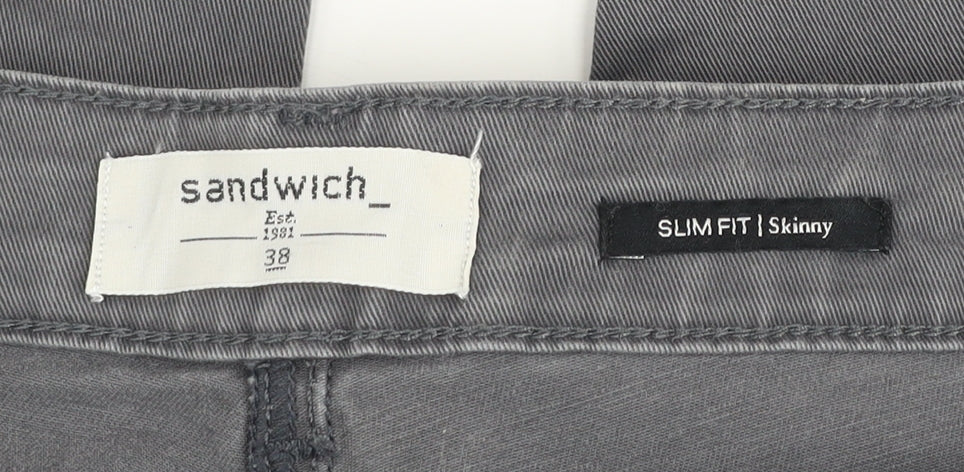 sandwich_
Est.
1981
38
SLIM FIT | Skinny